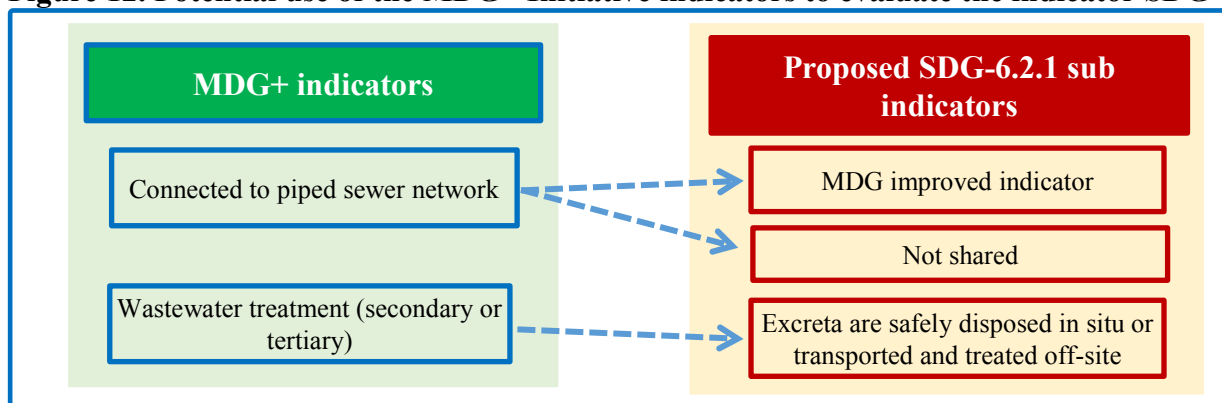 MDG+ indicators
Connected to piped sewer network
Wastewater treatment (secondary or
tertiary)
Proposed SDG-6.2.1 sub
indicators
MDG improved indicator
Not shared
Excreta are safely disposed in situ or
transported and treated off-site